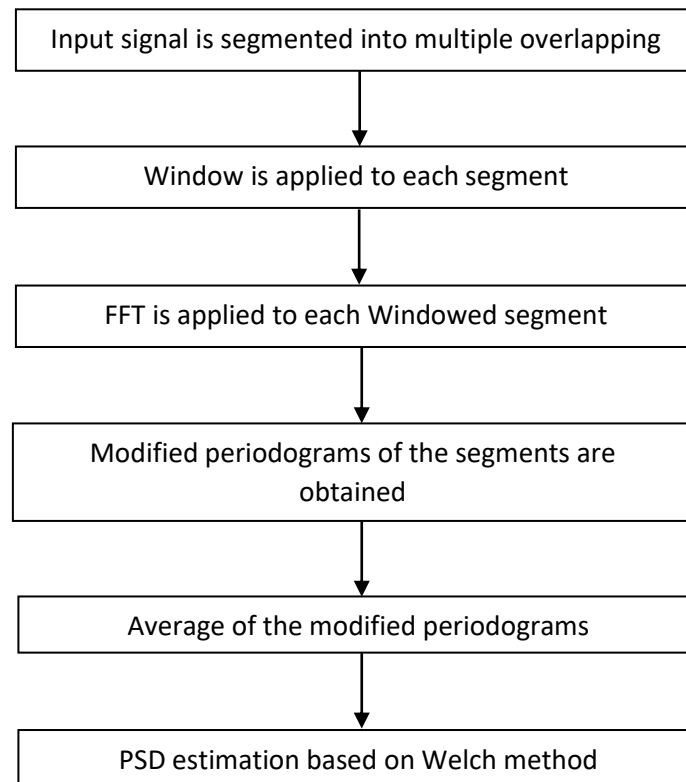 Input signal is segmented into multiple overlapping
Window is applied to each segment
FFT is applied to each Windowed segment
Modified periodograms of the segments are
obtained
Average of the modified periodograms
PSD estimation based on Welch method